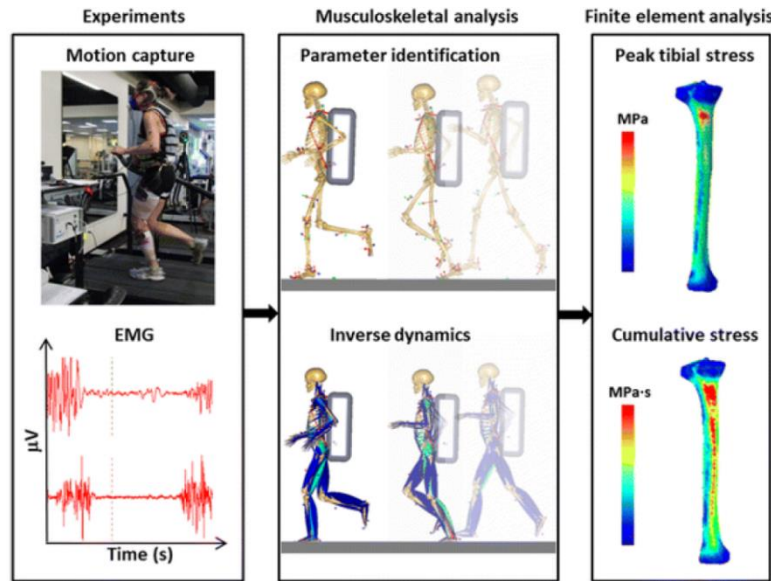 Experiments
Musculoskeletal analysis
Finite element analysis
Motion capture
EMG
μV
Time (s)
Parameter identification
Inverse dynamics
Peak tibial stress
MPa
Cumulative stress
MPa·s